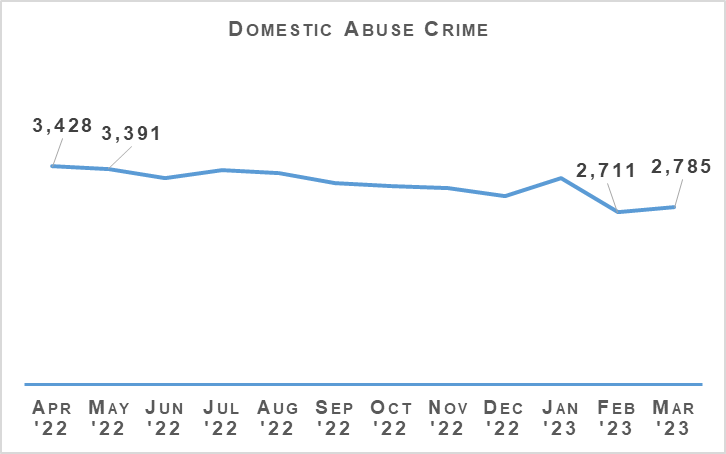 Domestic Abuse Crime
3,428
3,391
2,711
2,785
Apr May Jun Jul Aug Sep Oct Nov Dec Jan Feb Mar
'22 '22 '22 '22 '22 '22 '22 '22 '22 '23 '23 '23